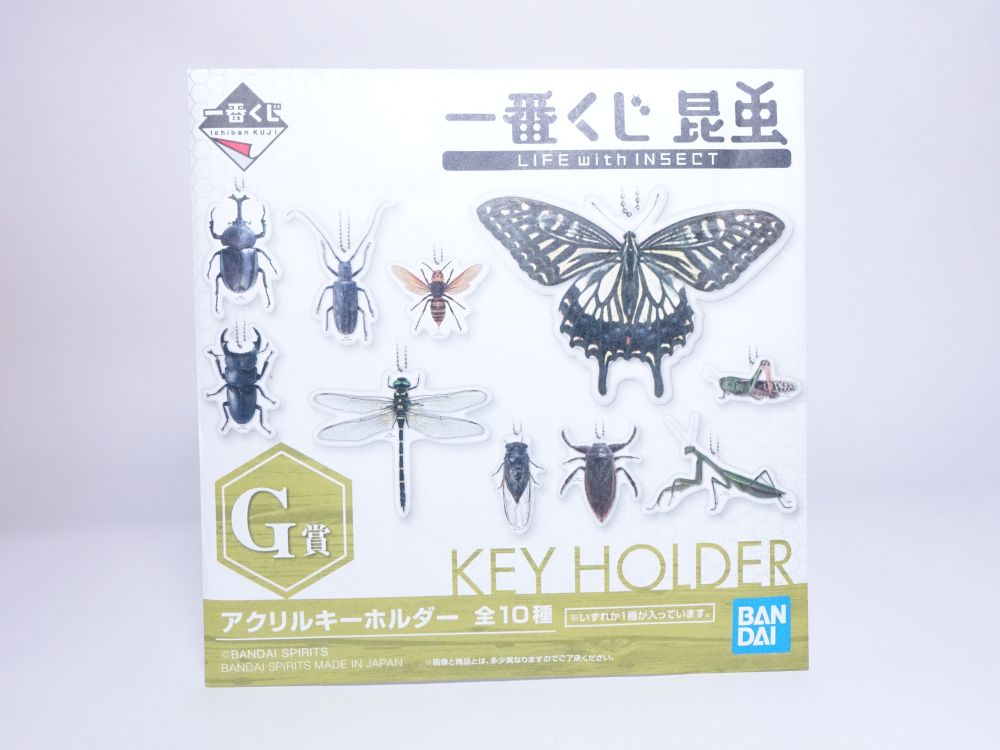 一番くじ
Ichiban KUJI
一番くじ 昆虫
LIFE with INSECT
G賞
KEY HOLDER
アクリルキーホルダー 全10種 ※いずれか1種が入っています。
BAN
DAI
©BANDAI SPIRITS
BANDAI SPIRITS MADE IN JAPAN
※画像と商品とは、多少異なりますのでご了承ください。